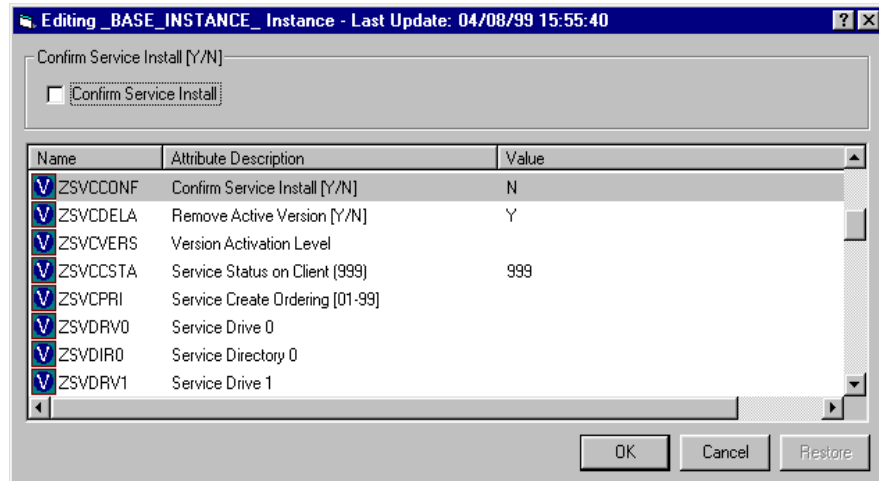 Editing _BASE_INSTANCE_ Instance - Last Update: 04/08/99 15:55:40
Confirm Service Install [Y/N]
Confirm Service Install
Name Attribute Description Value
V ZSVCCONF Confirm Service Install [Y/N] N
V ZSVCDELA Remove Active Version [Y/N] Y
V ZSVCVERS Version Activation Level
V ZSVCCSTA Service Status on Client (999) 999
V ZSVCPRI Service Create Ordering [01-99]
V ZSVDRV0 Service Drive 0
V ZSVDIR0 Service Directory 0
V ZSVDRV1 Service Drive 1
OK Cancel Restore